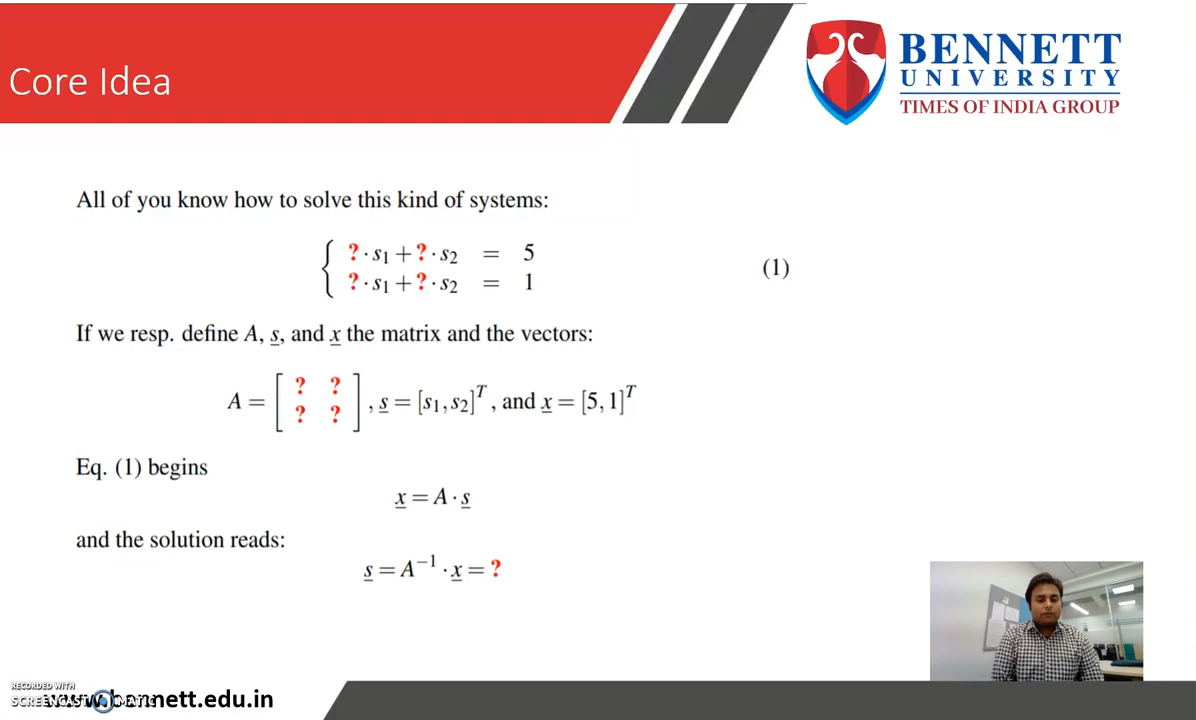 Core Idea
BENNETT
UNIVERSITY
TIMES OF INDIA GROUP
All of you know how to solve this kind of systems:
? · s₁ + ? · s₂ = 5
? · s₁ + ? · s₂ = 1
(1)
If we resp. define A, s, and x the matrix and the vectors:
A = [ ? ? ; ? ? ], s = [s₁, s₂]ᵀ, and x = [5, 1]ᵀ
Eq. (1) begins
x = A · s
and the solution reads:
s = A⁻¹ · x = ?
RECORDED WITH
SCREENCAST MATIC
www.bennett.edu.in